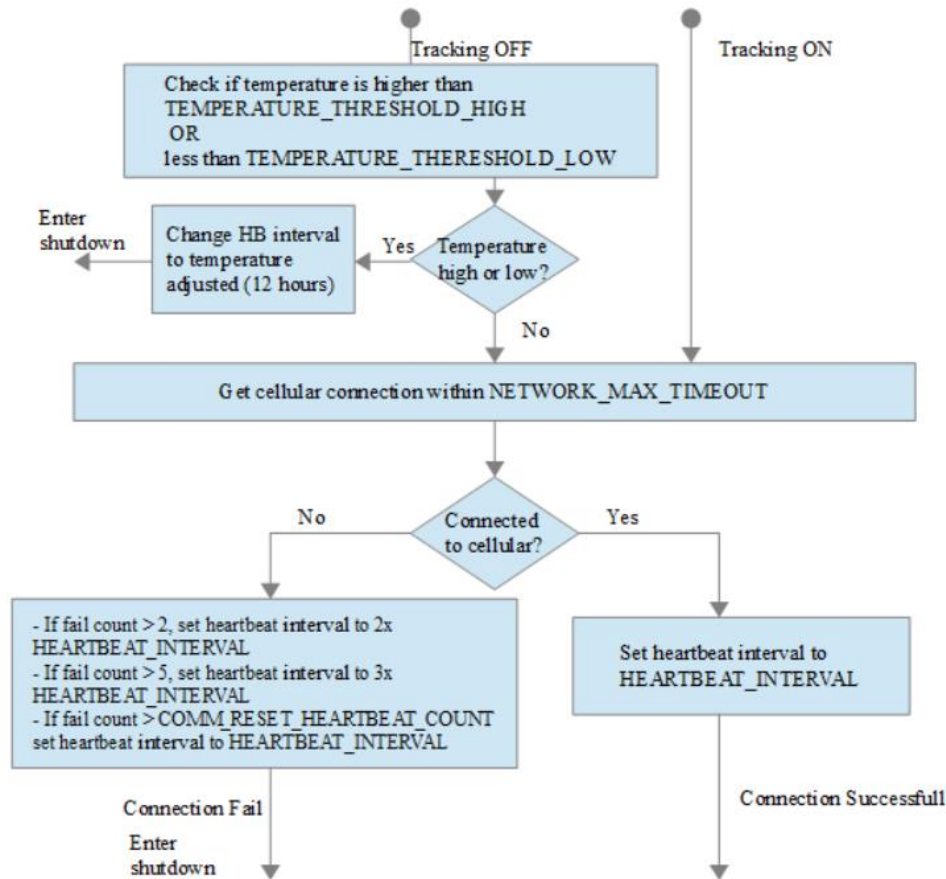 Tracking OFF
Tracking ON
Check if temperature is higher than
TEMPERATURE_THRESHOLD_HIGH
OR
less than TEMPERATURE_THERESHOLD_LOW
Enter
shutdown
Change HB interval
to temperature
adjusted (12 hours)
Yes
Temperature
high or low?
No
Get cellular connection within NETWORK_MAX_TIMEOUT
No
Connected
to cellular?
Yes
- If fail count >2, set heartbeat interval to 2x
HEARTBEAT_INTERVAL
- If fail count >5, set heartbeat interval to 3x
HEARTBEAT_INTERVAL
- If fail count >COMM_RESET_HEARTBEAT_COUNT
set heartbeat interval to HEARTBEAT_INTERVAL
Set heartbeat interval to
HEARTBEAT_INTERVAL
Connection Fail
Connection Successfull
Enter
shutdown